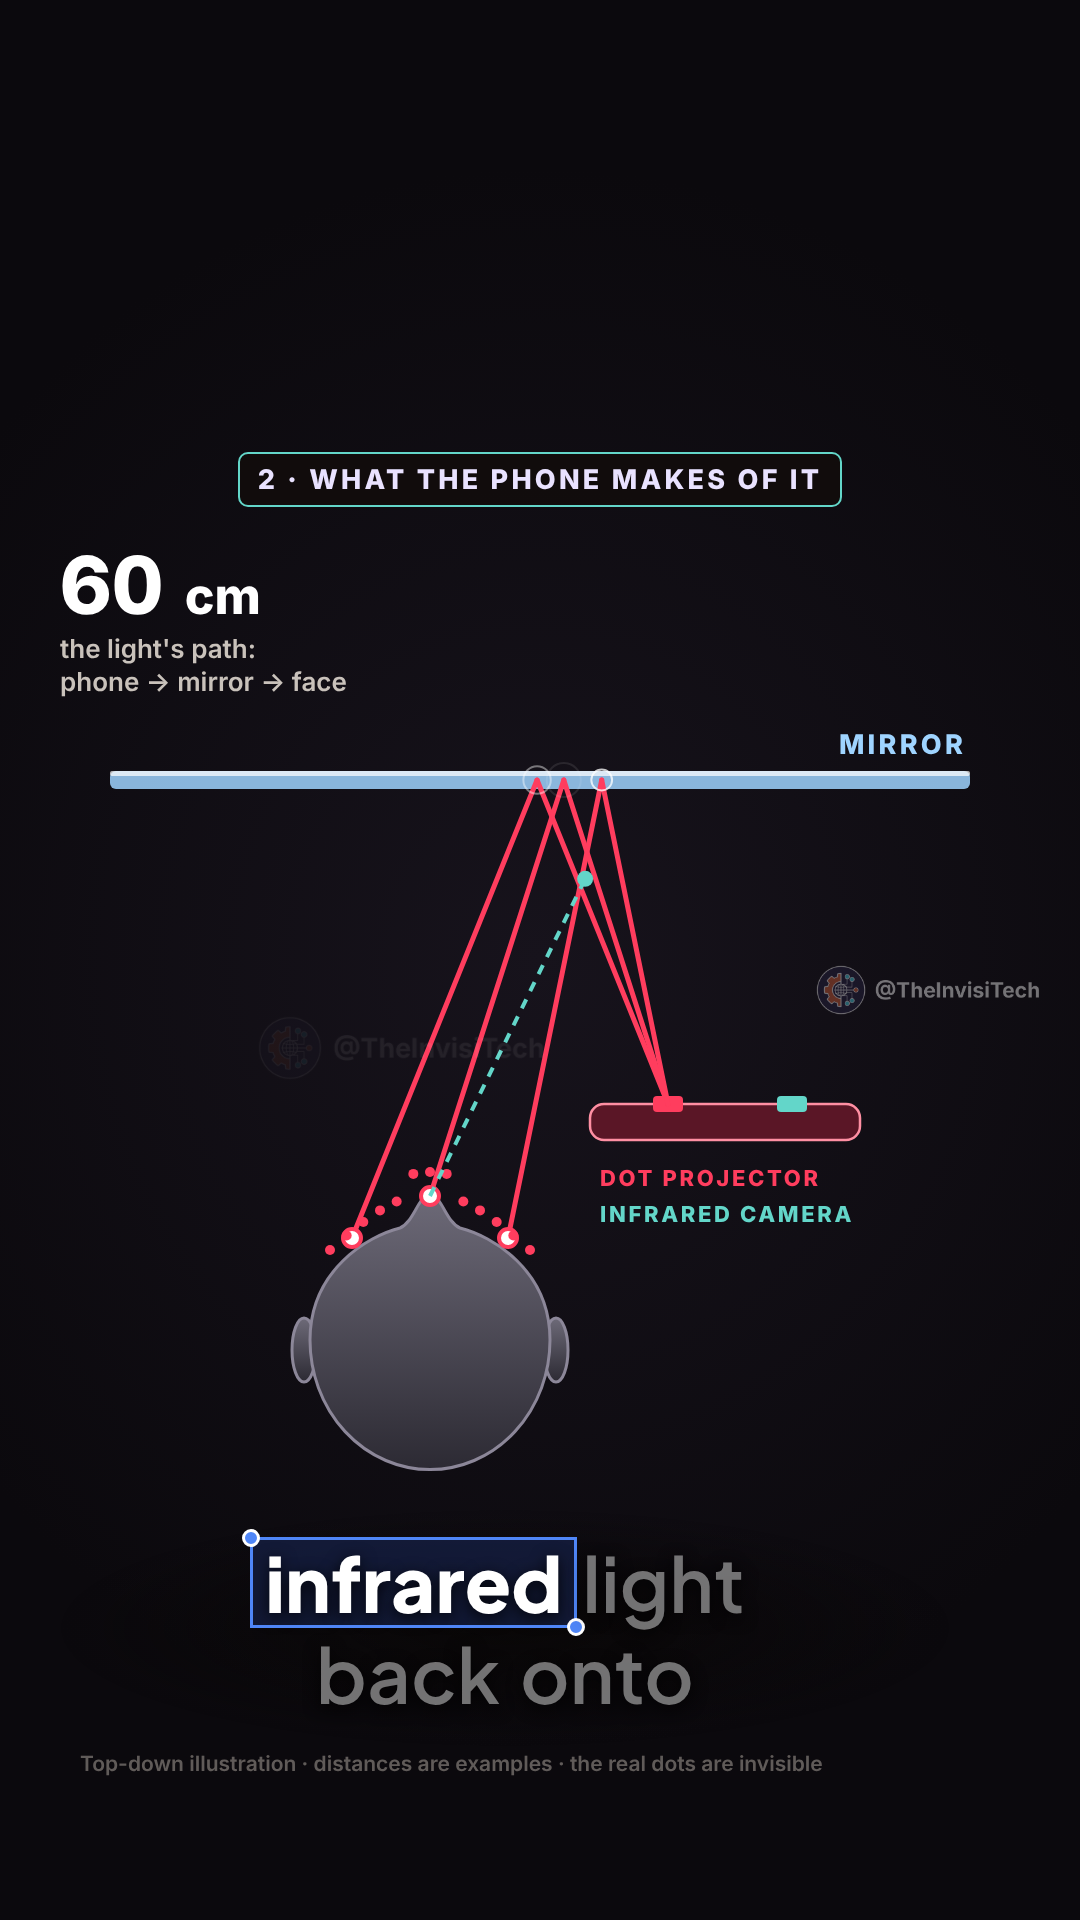 2 · WHAT THE PHONE MAKES OF IT
60 cm
the light's path:
phone → mirror → face
MIRROR
@TheInvisiTech
@TheInvisiTech
DOT PROJECTOR
INFRARED CAMERA
infrared light
back onto
Top-down illustration · distances are examples · the real dots are invisible